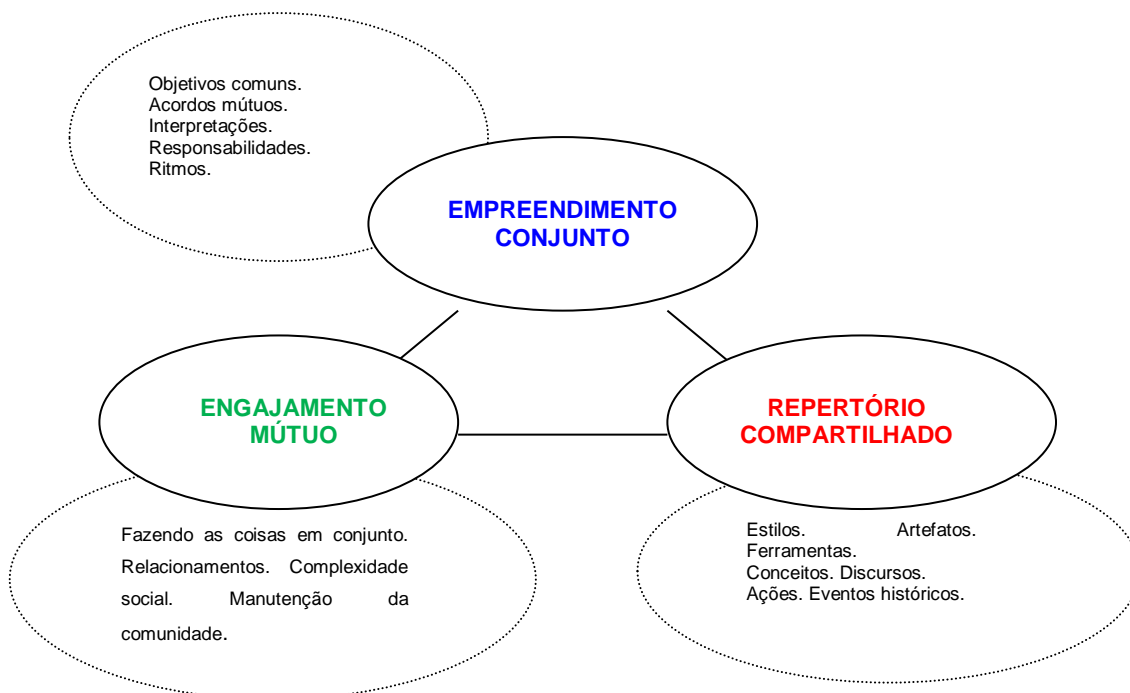 Objetivos comuns.
Acordos mútuos.
Interpretações.
Responsabilidades.
Ritmos.
EMPREENDIMENTO
CONJUNTO
ENGAJAMENTO
MÚTUO
REPERTÓRIO
COMPARTILHADO
Fazendo as coisas em conjunto.
Relacionamentos. Complexidade
social. Manutenção da
comunidade.
Estilos. Artefatos.
Ferramentas.
Conceitos. Discursos.
Ações. Eventos históricos.